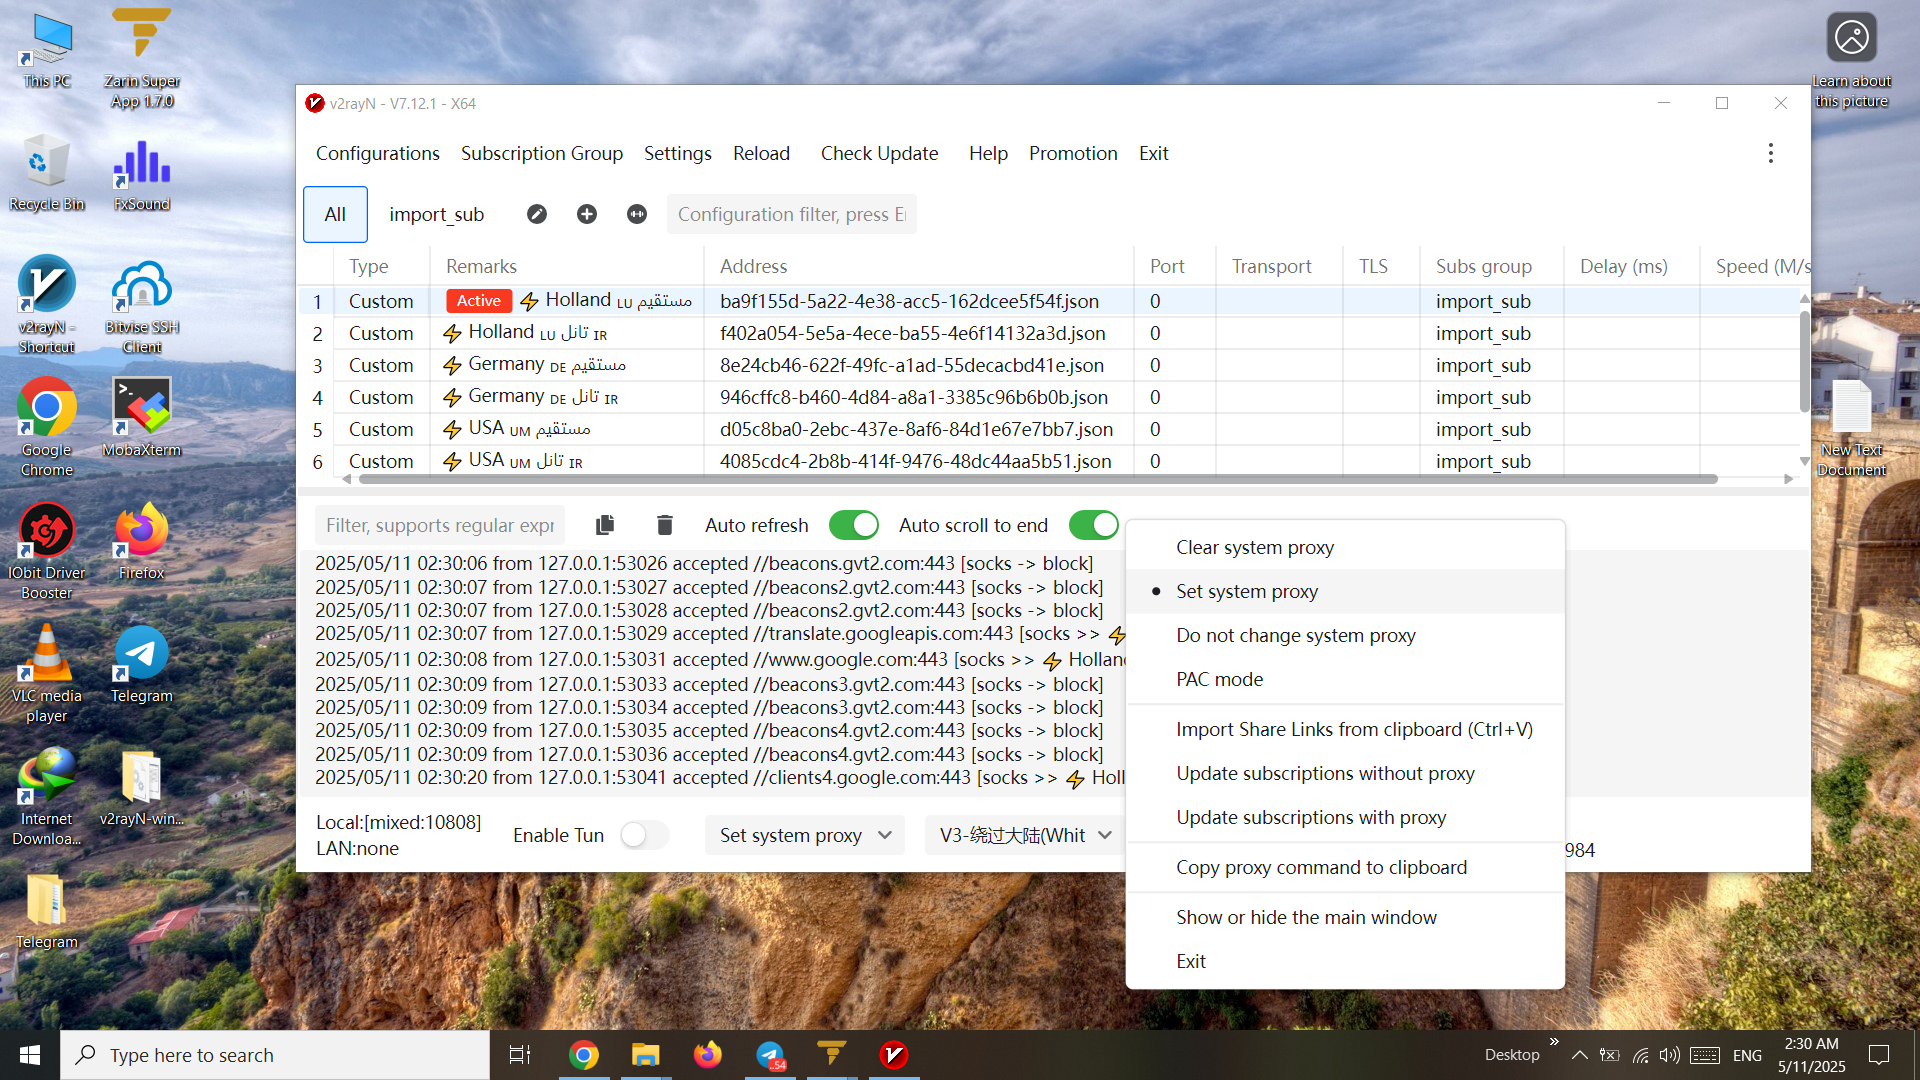 This PC
Zarin Super
App 1.7.0
Recycle Bin
FxSound
v2rayN -
Shortcut
Bitvise SSH
Client
Google
Chrome
MobaXterm
IObit Driver
Booster
Firefox
VLC media
player
Telegram
Internet
Downloa...
v2rayN-win...
Telegram
Learn about
this picture
New Text
Document
v2rayN - V7.12.1 - X64
Configurations Subscription Group Settings Reload Check Update Help Promotion Exit
All import_sub Configuration filter, press E
Type Remarks Address Port Transport TLS Subs group Delay (ms) Speed (M/s
1 Custom Active ⚡ Holland LU مستقیم ba9f155d-5a22-4e38-acc5-162dcee5f54f.json 0 import_sub
2 Custom ⚡ Holland LU تانل IR f402a054-5e5a-4ece-ba55-4e6f14132a3d.json 0 import_sub
3 Custom ⚡ Germany DE مستقیم 8e24cb46-622f-49fc-a1ad-55decacbd41e.json 0 import_sub
4 Custom ⚡ Germany DE تانل IR 946cffc8-b460-4d84-a8a1-3385c96b6b0b.json 0 import_sub
5 Custom ⚡ USA UM مستقیم d05c8ba0-2ebc-437e-8af6-84d1e67e7bb7.json 0 import_sub
6 Custom ⚡ USA UM تانل IR 4085cdc4-2b8b-414f-9476-48dc44aa5b51.json 0 import_sub
Filter, supports regular expr Auto refresh Auto scroll to end
2025/05/11 02:30:06 from 127.0.0.1:53026 accepted //beacons.gvt2.com:443 [socks -> block]
2025/05/11 02:30:07 from 127.0.0.1:53027 accepted //beacons2.gvt2.com:443 [socks -> block]
2025/05/11 02:30:07 from 127.0.0.1:53028 accepted //beacons2.gvt2.com:443 [socks -> block]
2025/05/11 02:30:07 from 127.0.0.1:53029 accepted //translate.googleapis.com:443 [socks >> ⚡
2025/05/11 02:30:08 from 127.0.0.1:53031 accepted //www.google.com:443 [socks >> ⚡ Holland
2025/05/11 02:30:09 from 127.0.0.1:53033 accepted //beacons3.gvt2.com:443 [socks -> block]
2025/05/11 02:30:09 from 127.0.0.1:53034 accepted //beacons3.gvt2.com:443 [socks -> block]
2025/05/11 02:30:09 from 127.0.0.1:53035 accepted //beacons4.gvt2.com:443 [socks -> block]
2025/05/11 02:30:09 from 127.0.0.1:53036 accepted //beacons4.gvt2.com:443 [socks -> block]
2025/05/11 02:30:20 from 127.0.0.1:53041 accepted //clients4.google.com:443 [socks >> ⚡ Holl
Local:[mixed:10808]
LAN:none
Enable Tun Set system proxy V3-绕过大陆(Whit
984
Clear system proxy
Set system proxy
Do not change system proxy
PAC mode
Import Share Links from clipboard (Ctrl+V)
Update subscriptions without proxy
Update subscriptions with proxy
Copy proxy command to clipboard
Show or hide the main window
Exit
Type here to search
54
Desktop
ENG
2:30 AM
5/11/2025